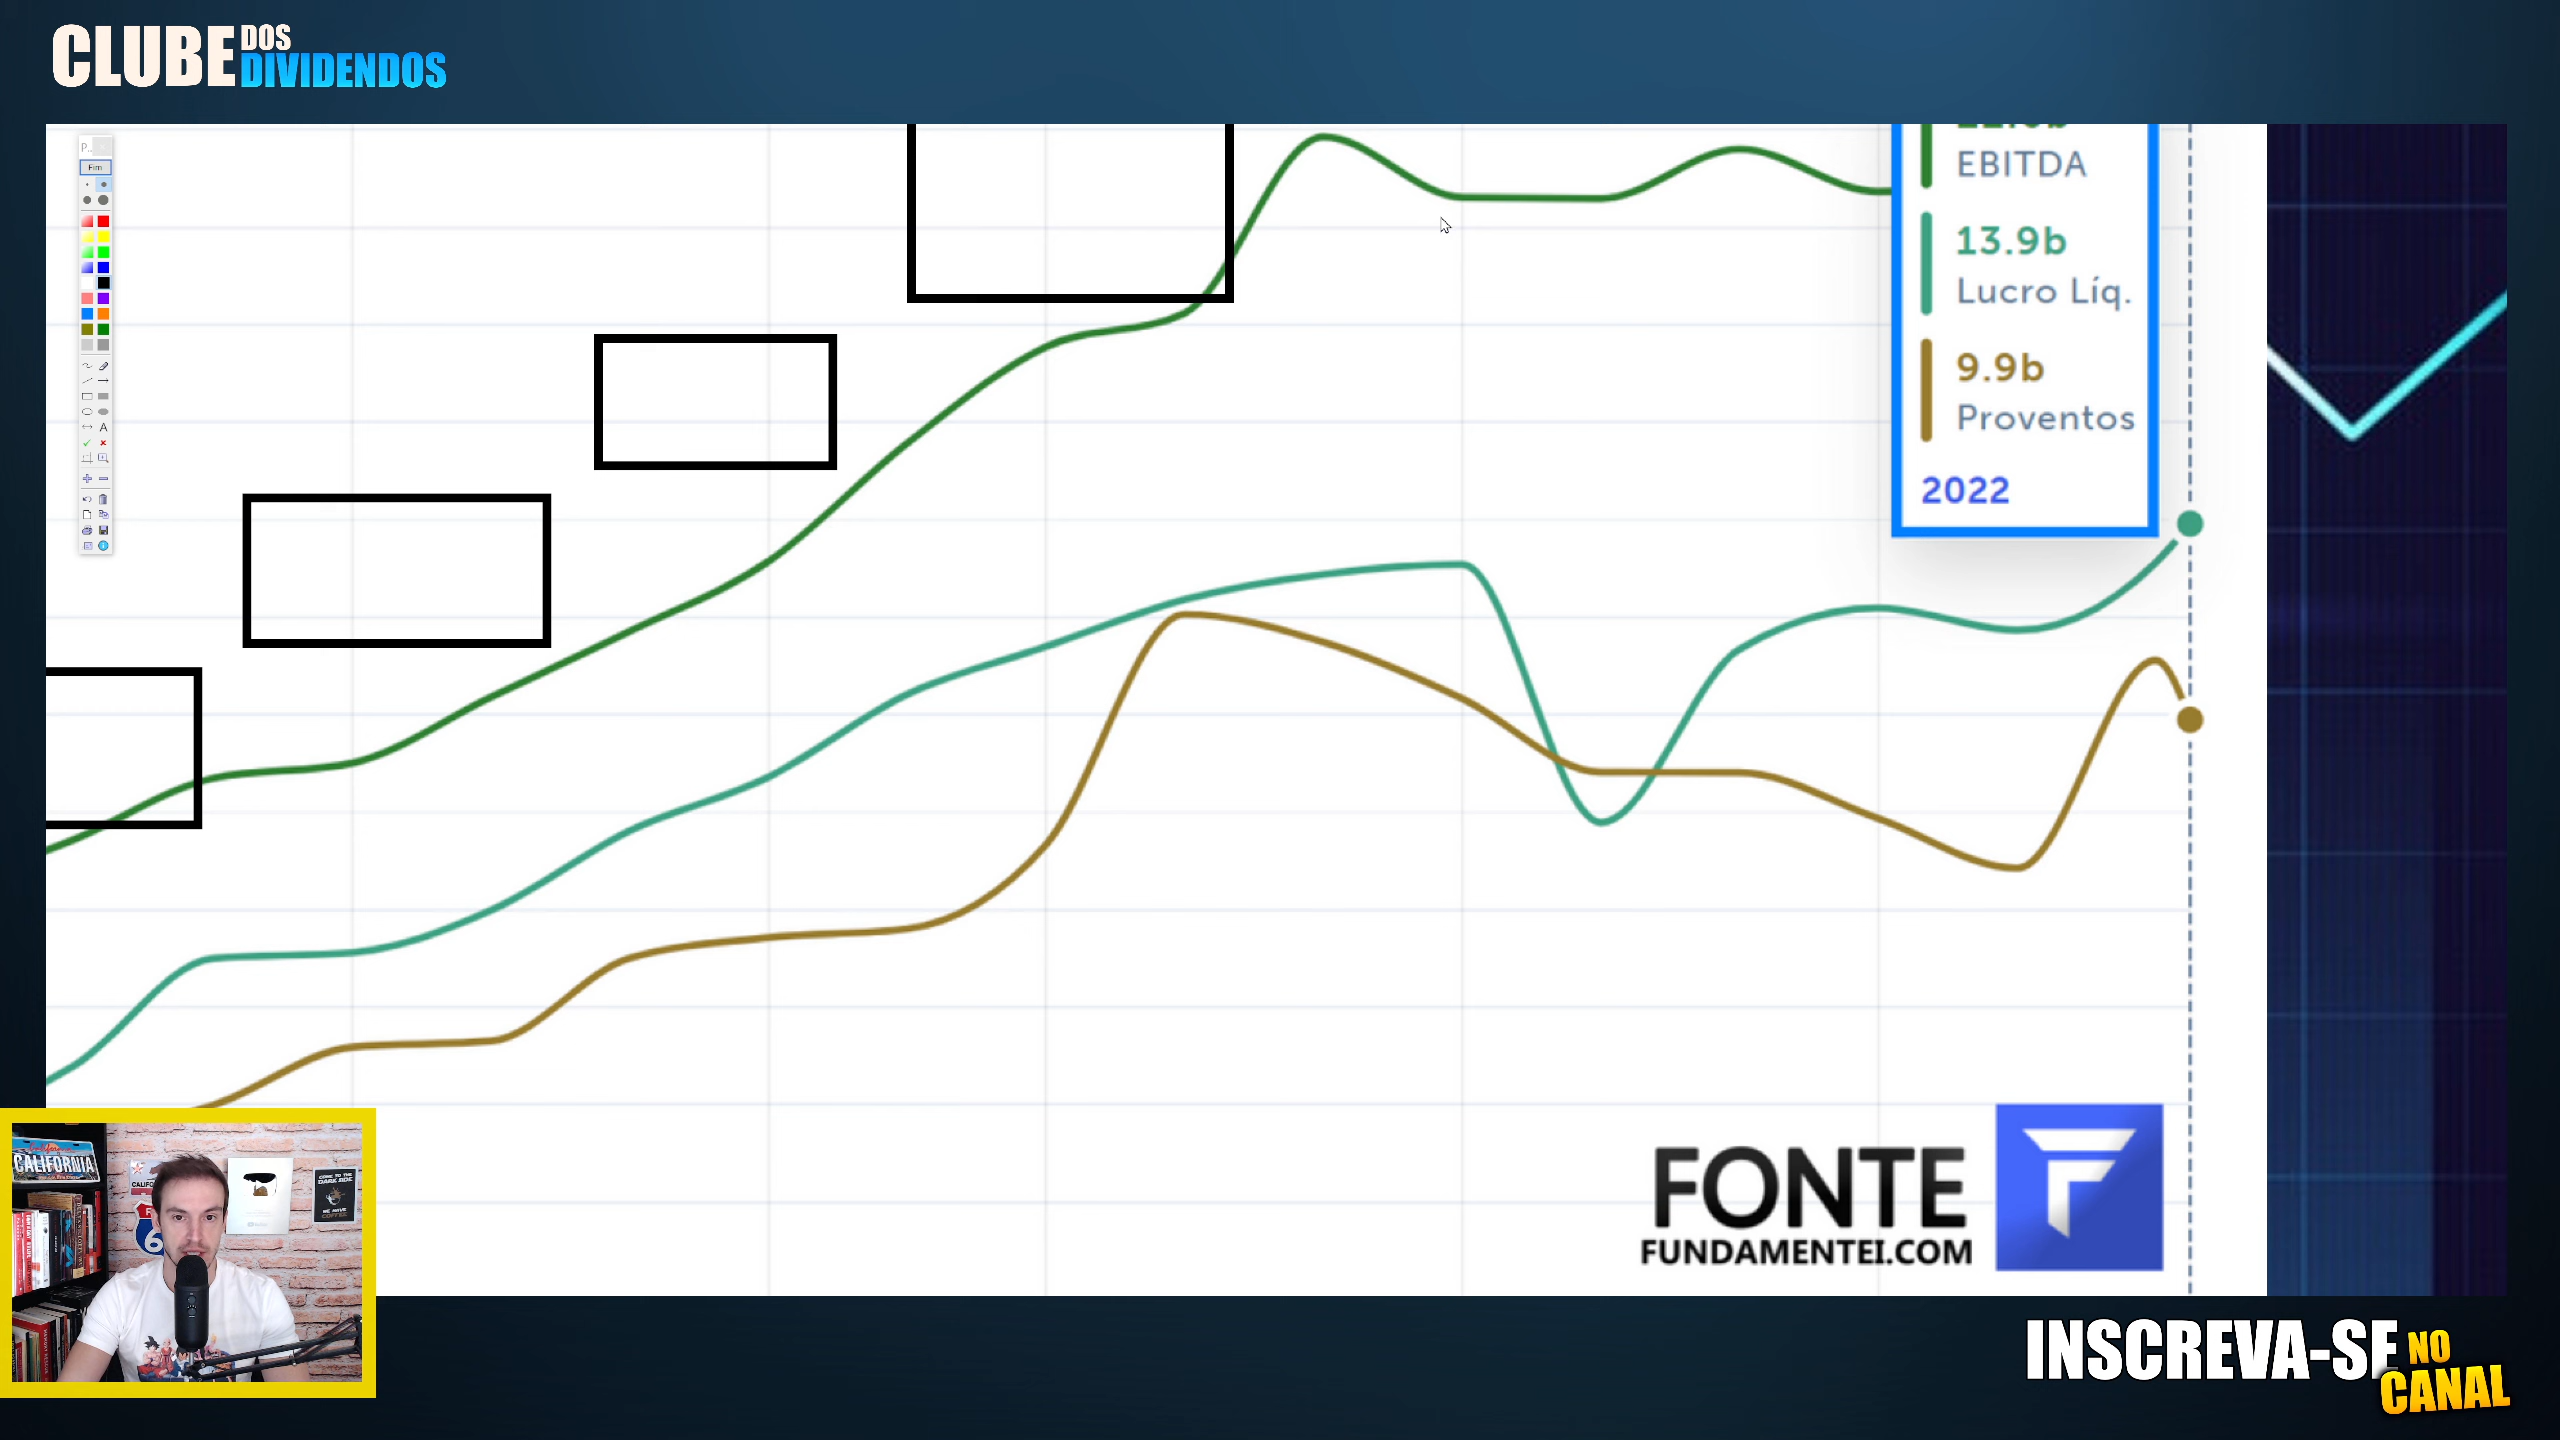 CLUBE DOS DIVIDENDOS
P..
Fim
A
EBITDA
13.9b
Lucro Líq.
9.9b
Proventos
2022
FONTE
FUNDAMENTEI.COM
CALIFORNIA
INSCREVA-SE NO CANAL